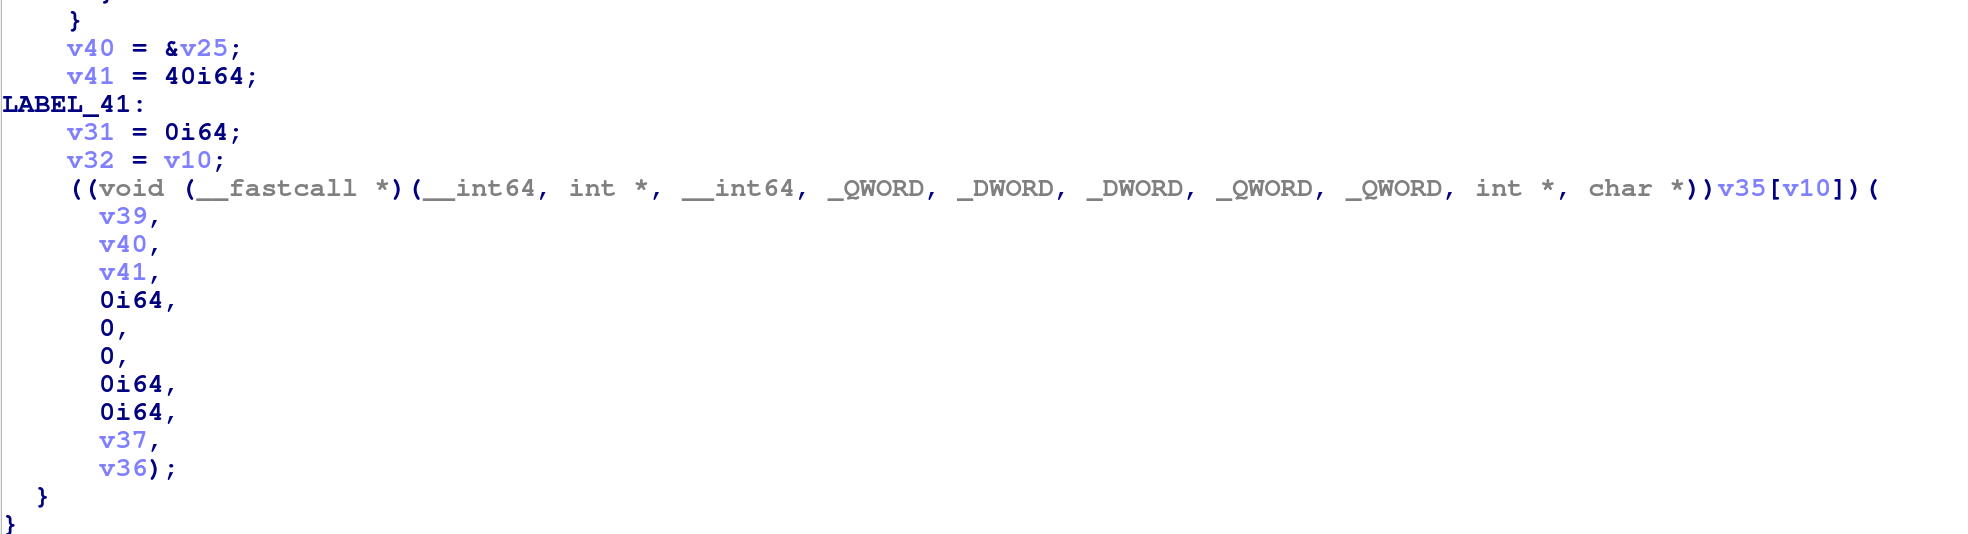 }
v40 = &v25;
v41 = 40i64;
LABEL_41:
v31 = 0i64;
v32 = v10;
((void (__fastcall *)(__int64, int *, __int64, _QWORD, _DWORD, _DWORD, _QWORD, _QWORD, int *, char *))v35[v10])(
v39,
v40,
v41,
0i64,
0,
0,
0i64,
0i64,
v37,
v36);
}
}